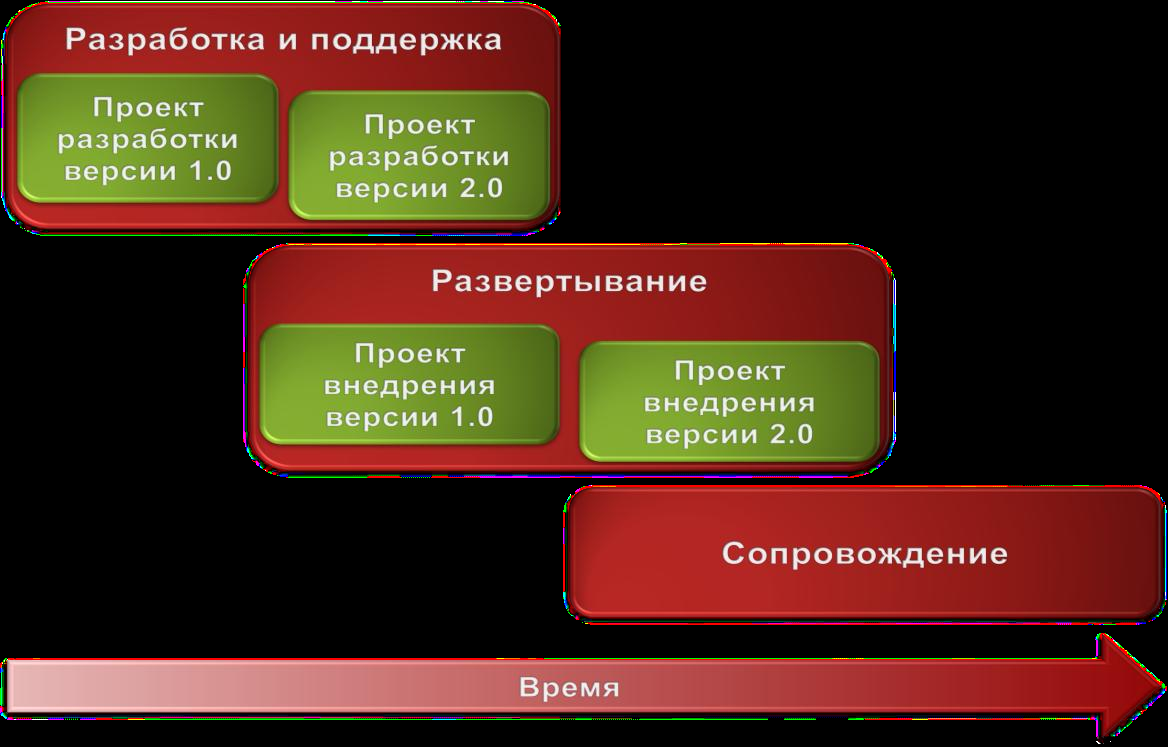 Разработка и поддержка
Проект
разработки
версии 1.0
Проект
разработки
версии 2.0
Развертывание
Проект
внедрения
версии 1.0
Проект
внедрения
версии 2.0
Сопровождение
Время